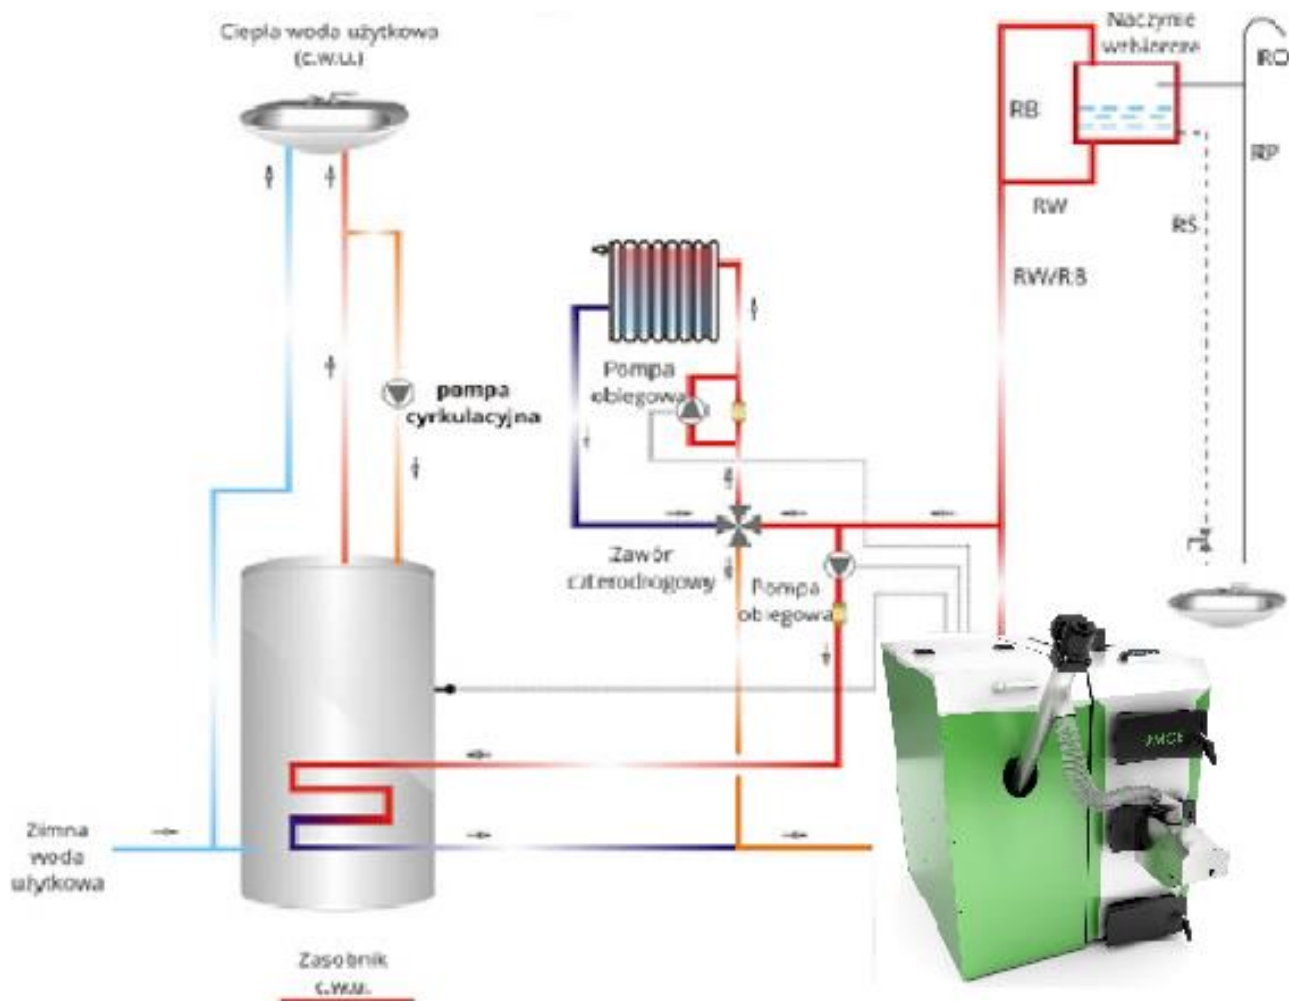 Ciepła woda użytkowa
(c.w.u.)
Naczynie
wzbiorcze
RO
RB
RP
RW
RS
RW/RB
Pompa
obiegowa
pompa
cyrkulacyjna
Zawór
czterodrogowy
Pompa
obiegowa
Zimna
woda
użytkowa
Zasobnik
c.w.u.